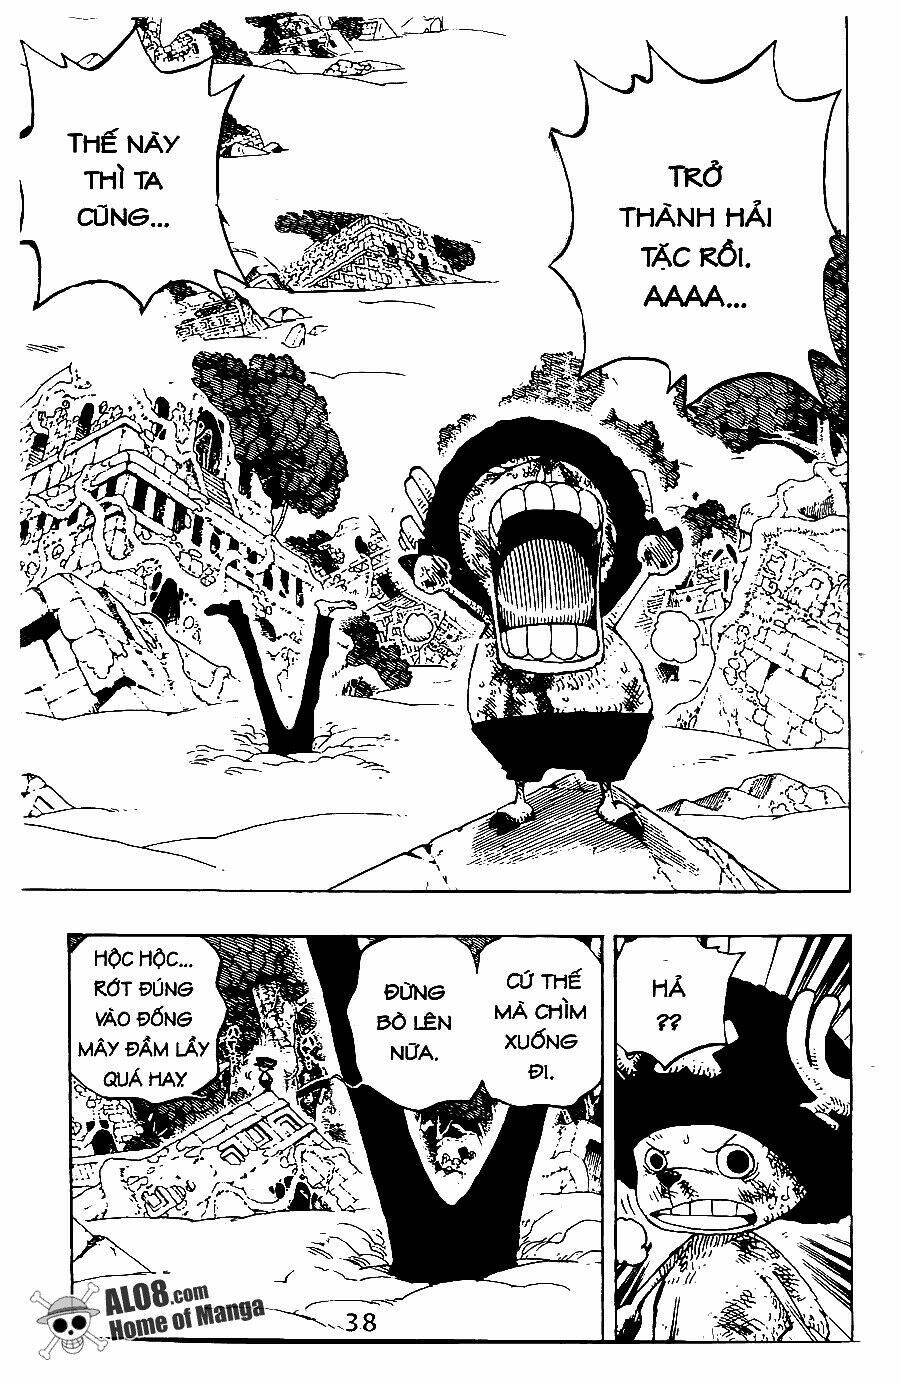 TRỞ
THÀNH HẢI
TẶC RỒI.
AAAA...
THẾ NÀY
THÌ TA
CŨNG...
HẢ
??
CỨ THẾ
MÀ CHÌM
XUỐNG
ĐI.
ĐỪNG
BÒ LÊN
NỮA.
HỘC HỘC...
RỚT ĐÚNG
VÀO ĐỐNG
MÂY ĐẦM LẦY
QUÁ HAY
AL08.com
Home of Manga
38